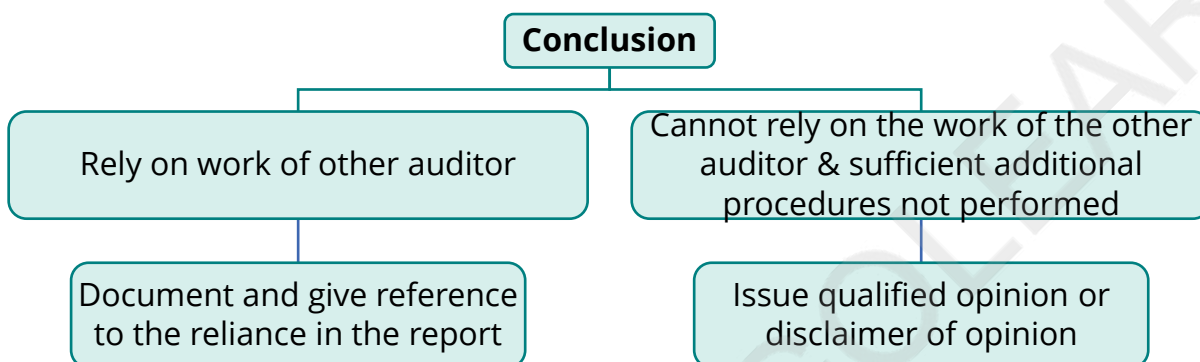 Conclusion
Rely on work of other auditor
Cannot rely on the work of the other
auditor & sufficient additional
procedures not performed
Document and give reference
to the reliance in the report
Issue qualified opinion or
disclaimer of opinion